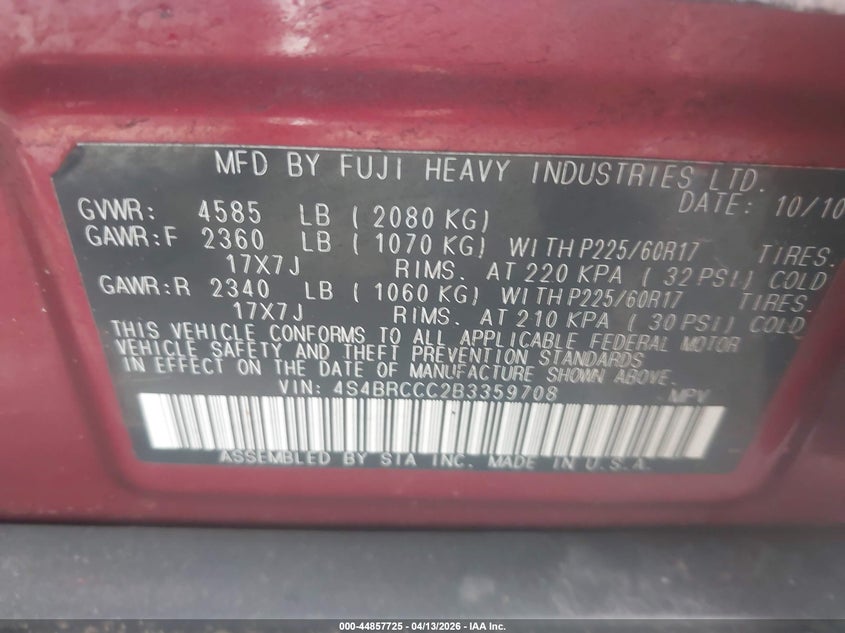 MFD BY FUJI HEAVY INDUSTRIES LTD.
DATE: 10/10
GVWR: 4585 LB ( 2080 KG)
GAWR:F 2360 LB ( 1070 KG) WITH P225/60R17 TIRES.
17X7J RIMS. AT 220 KPA ( 32 PSI) COLD
GAWR:R 2340 LB ( 1060 KG) WITH P225/60R17 TIRES.
17X7J RIMS. AT 210 KPA ( 30 PSI) COLD
THIS VEHICLE CONFORMS TO ALL APPLICABLE FEDERAL MOTOR
VEHICLE SAFETY AND THEFT PREVENTION STANDARDS
IN EFFECT ON THE DATE OF MANUFACTURE SHOWN ABOVE.
VIN: 4S4BRCCC2B3359708 MPV
ASSEMBLED BY SIA INC. MADE IN U.S.A.
000-44857725 | 04/13/2026 | IAA Inc.